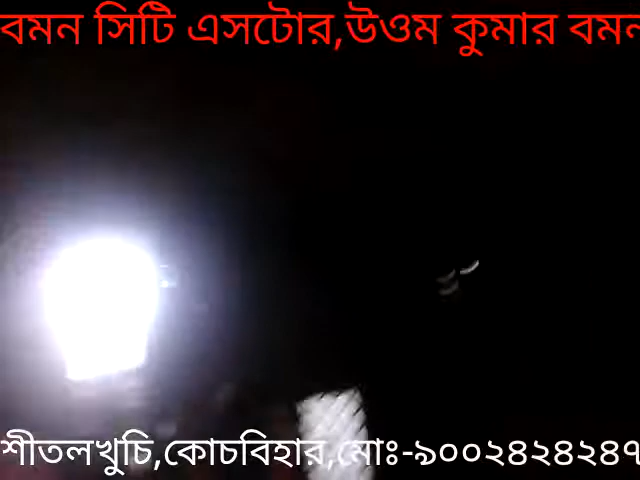 বমন সিটি এসটোর,উওম কুমার বমন
শীতলখুচি,কোচবিহার,মোঃ-৯০০২৪২৪২৪৭